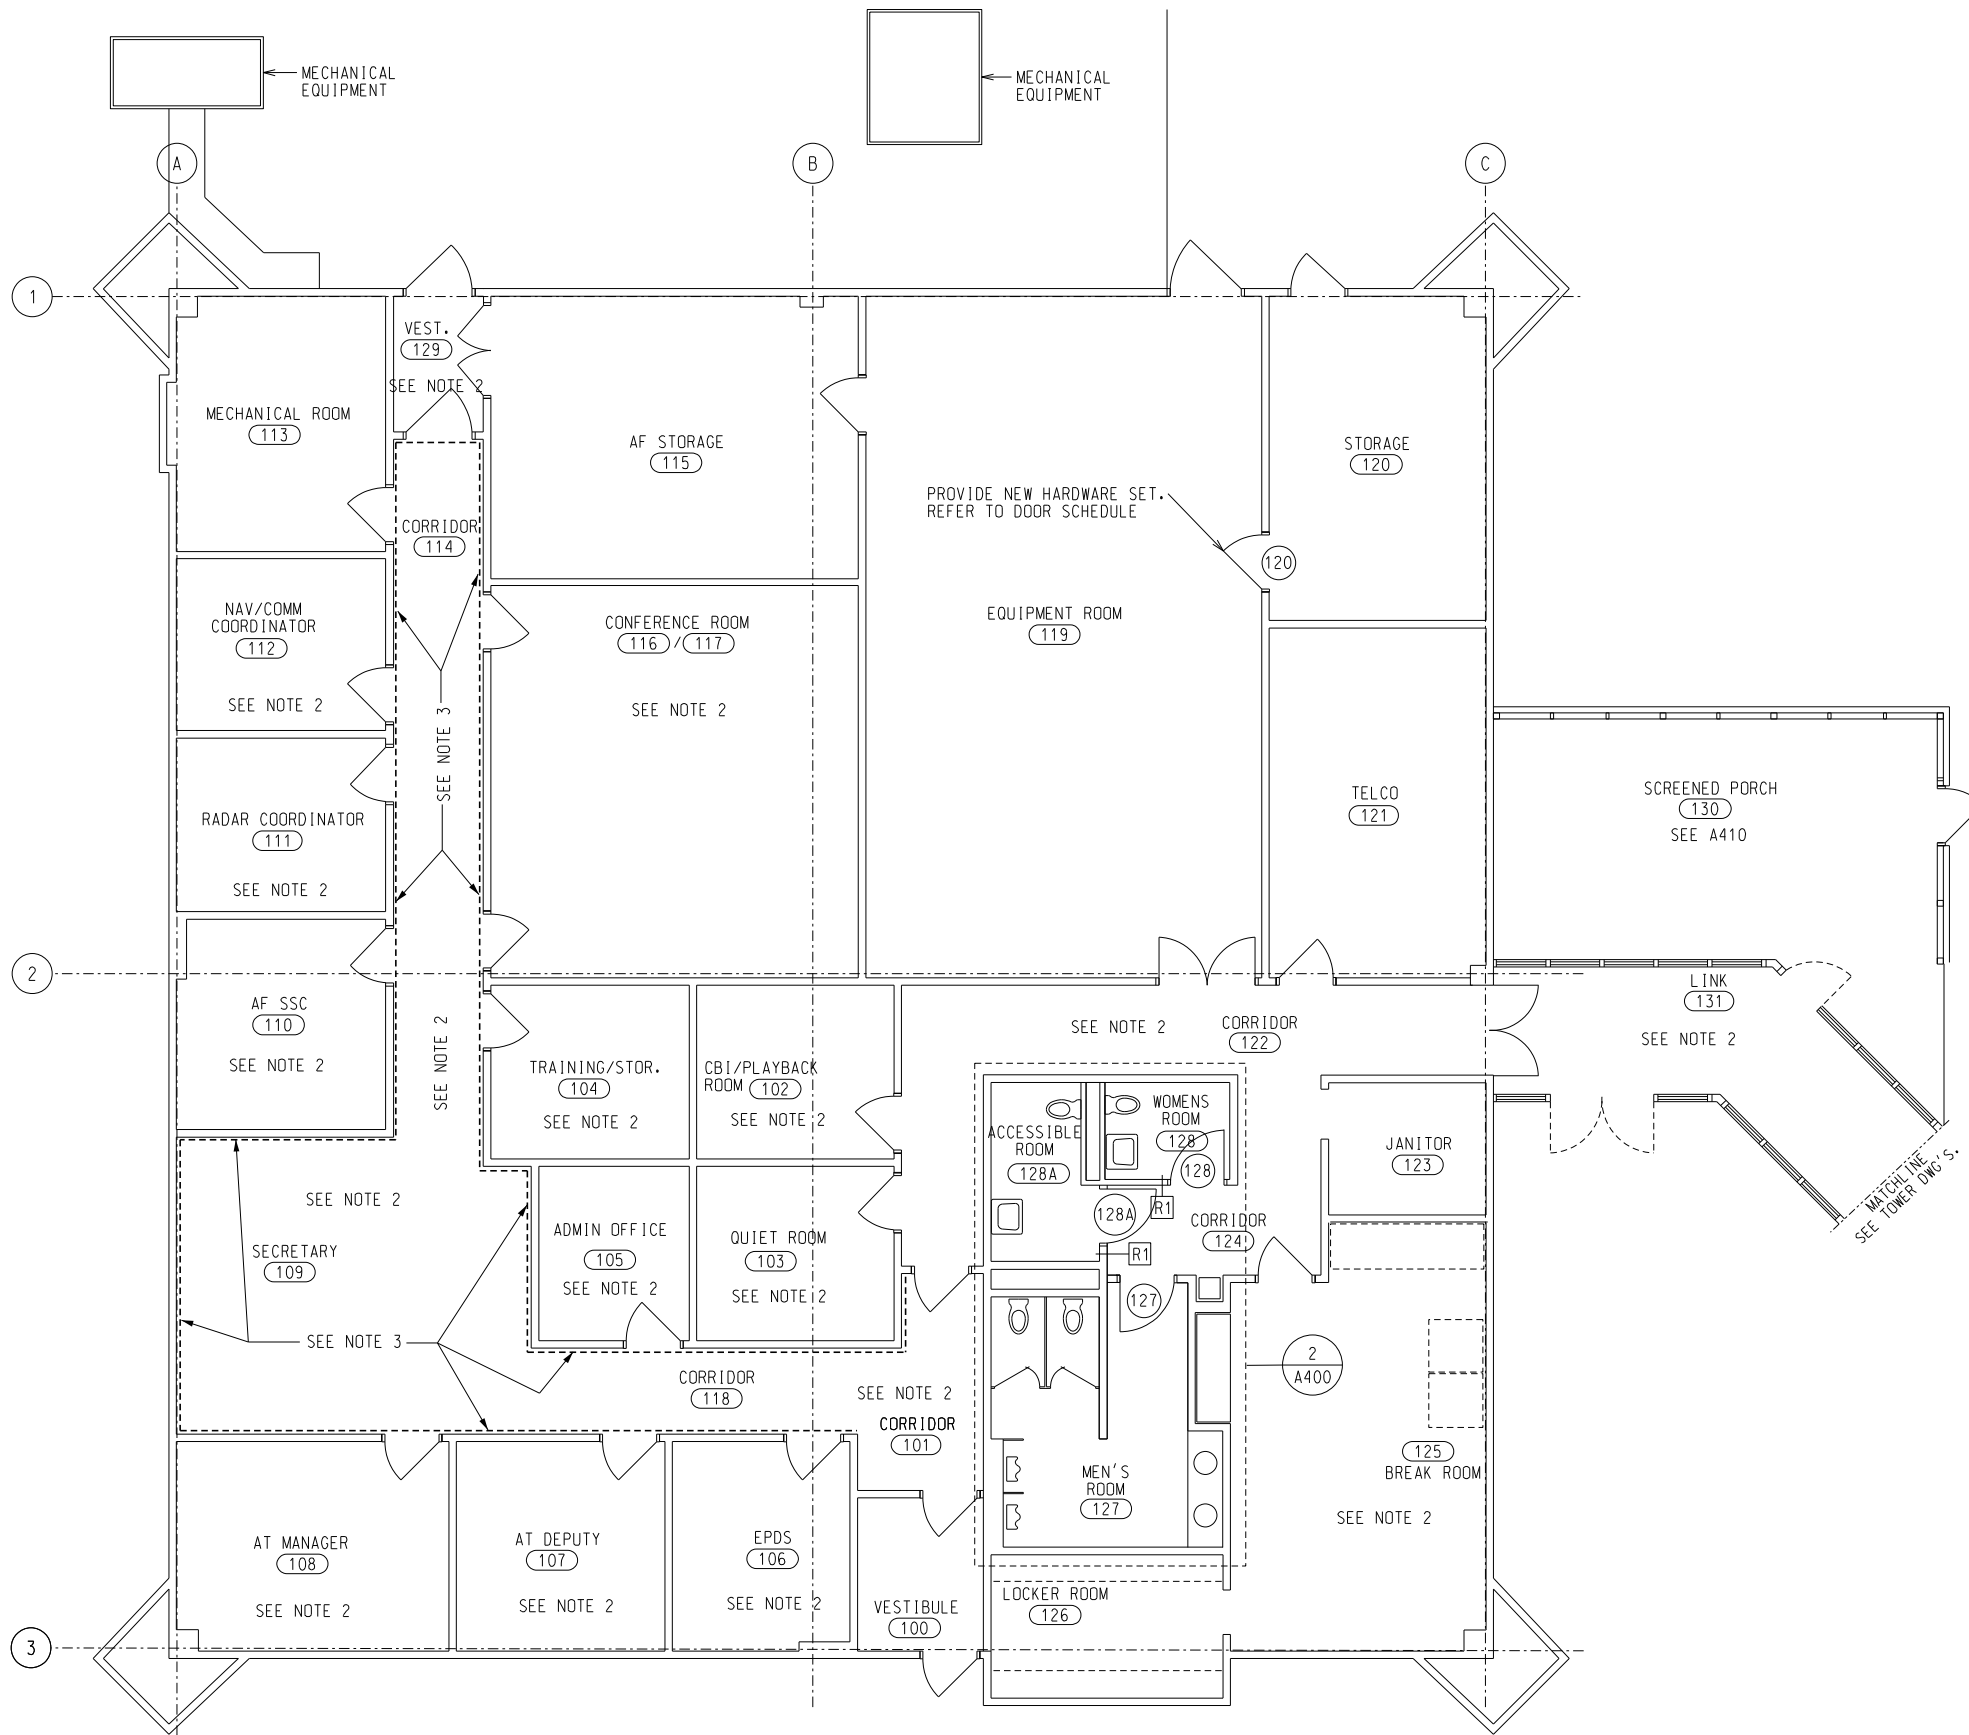 MECHANICAL
EQUIPMENT
MECHANICAL
EQUIPMENT
A
B
C
1
VEST.
129
SEE NOTE 2
MECHANICAL ROOM
113
AF STORAGE
115
STORAGE
120
PROVIDE NEW HARDWARE SET.
REFER TO DOOR SCHEDULE
120
CORRIDOR
114
NAV/COMM
COORDINATOR
112
SEE NOTE 2
CONFERENCE ROOM
116 / 117
SEE NOTE 2
EQUIPMENT ROOM
119
SEE NOTE 3
RADAR COORDINATOR
111
SEE NOTE 2
TELCO
121
SCREENED PORCH
130
SEE A410
2
AF SSC
110
SEE NOTE 2
SEE NOTE 2
TRAINING/STOR.
104
SEE NOTE 2
CBI/PLAYBACK
ROOM 102
SEE NOTE 2
SEE NOTE 2
CORRIDOR
122
LINK
131
SEE NOTE 2
ACCESSIBLE
ROOM
128A
WOMENS
ROOM
128
128
128A
R1
R1
JANITOR
123
MATCHLINE
SEE TOWER DWG'S.
SEE NOTE 2
SECRETARY
109
ADMIN OFFICE
105
SEE NOTE 2
QUIET ROOM
103
SEE NOTE 2
CORRIDOR
124
127
SEE NOTE 3
2
A400
CORRIDOR
118
SEE NOTE 2
CORRIDOR
101
125
BREAK ROOM
SEE NOTE 2
MEN'S
ROOM
127
AT MANAGER
108
SEE NOTE 2
AT DEPUTY
107
SEE NOTE 2
EPDS
106
SEE NOTE 2
VESTIBULE
100
LOCKER ROOM
126
3